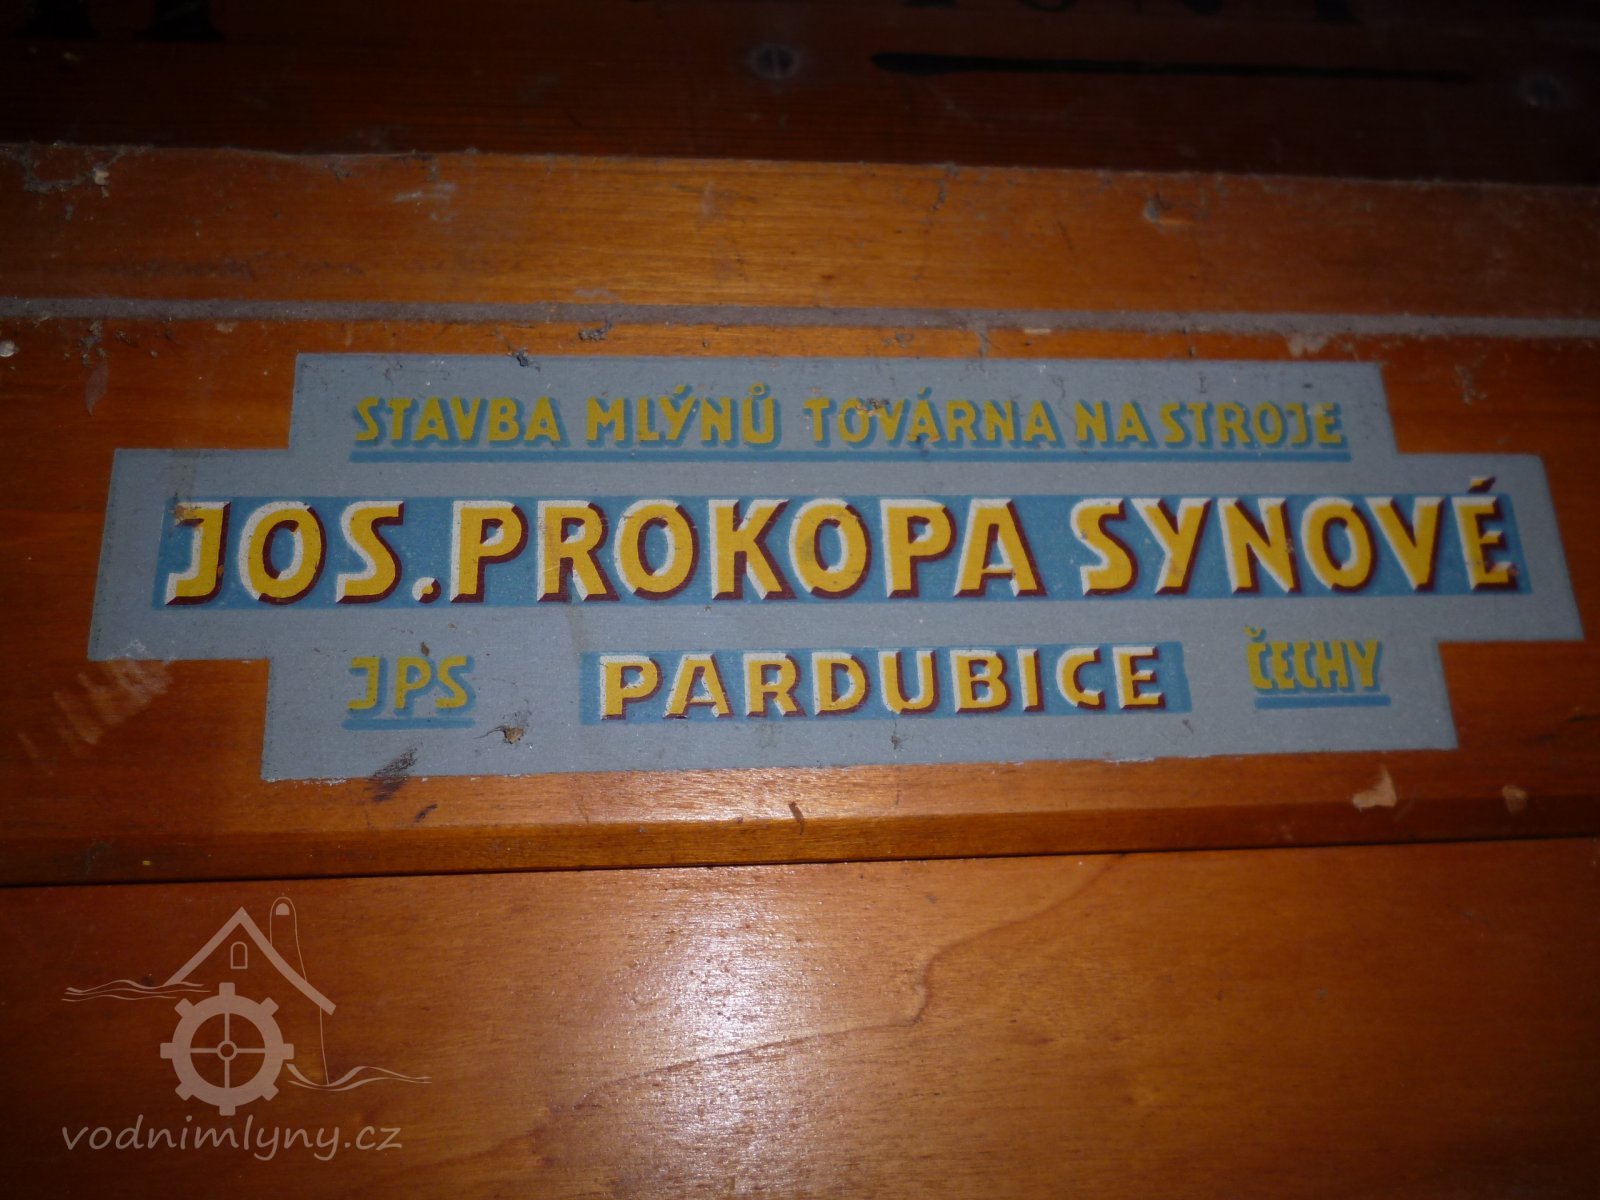 STAVBA MLÝNŮ TOVÁRNA NA STROJE
JOS. PROKOPA SYNOVÉ
JPS PARDUBICE ČECHY
vodnimlyny.cz